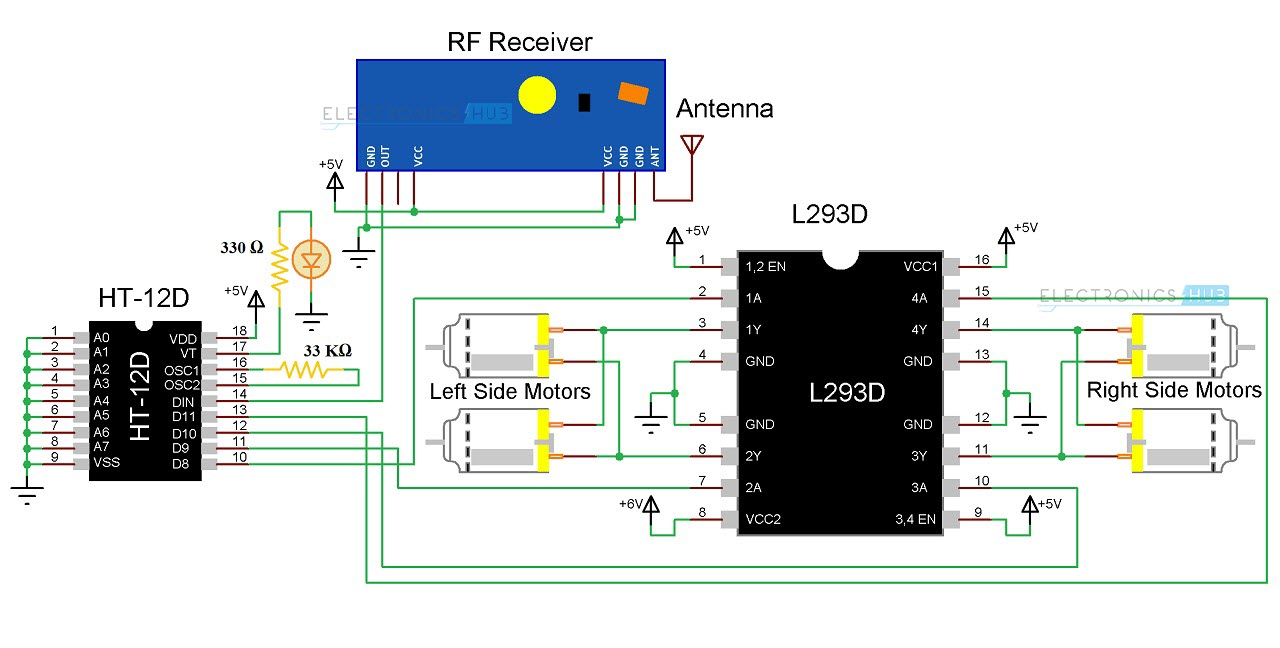 RF Receiver
ELECTRONICS HUB
Antenna
GND OUT VCC VCC GND GND ANT
+5V
L293D
330 Ω
+5V
+5V
1 1,2 EN VCC1 16
+5V
HT-12D
2 1A 4A 15
ELECTRONICS HUB
1 A0 VDD 18
3 1Y 4Y 14
2 A1 VT 17
33 KΩ
3 A2 OSC1 16
4 GND GND 13
4 A3 OSC2 15
HT-12D
Left Side Motors
L293D
Right Side Motors
5 A4 DIN 14
6 A5 D11 13
5 GND GND 12
7 A6 D10 12
8 A7 D9 11
6 2Y 3Y 11
9 VSS D8 10
7 2A 3A 10
+6V
+5V
8 VCC2 3,4 EN 9